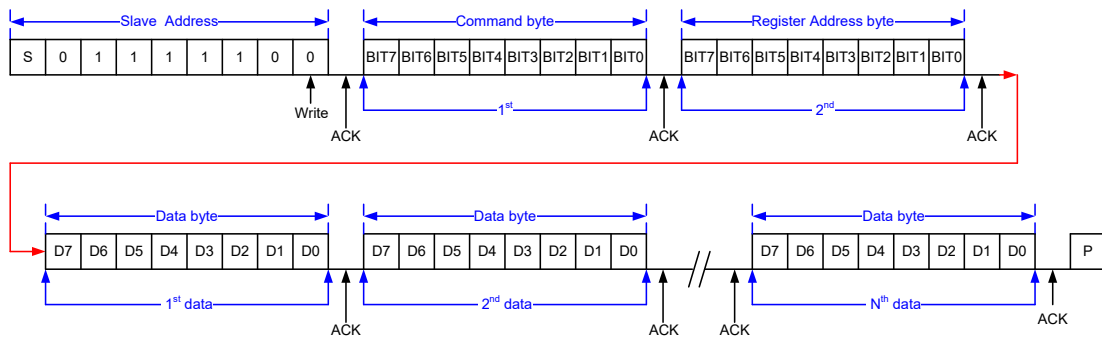 Slave Address Command byte Register Address byte
S 0 1 1 1 1 1 0 0 BIT7 BIT6 BIT5 BIT4 BIT3 BIT2 BIT1 BIT0 BIT7 BIT6 BIT5 BIT4 BIT3 BIT2 BIT1 BIT0
Write 1st 2nd
ACK ACK ACK
Data byte Data byte Data byte
D7 D6 D5 D4 D3 D2 D1 D0 D7 D6 D5 D4 D3 D2 D1 D0 D7 D6 D5 D4 D3 D2 D1 D0 P
1st data 2nd data Nth data
ACK ACK ACK ACK